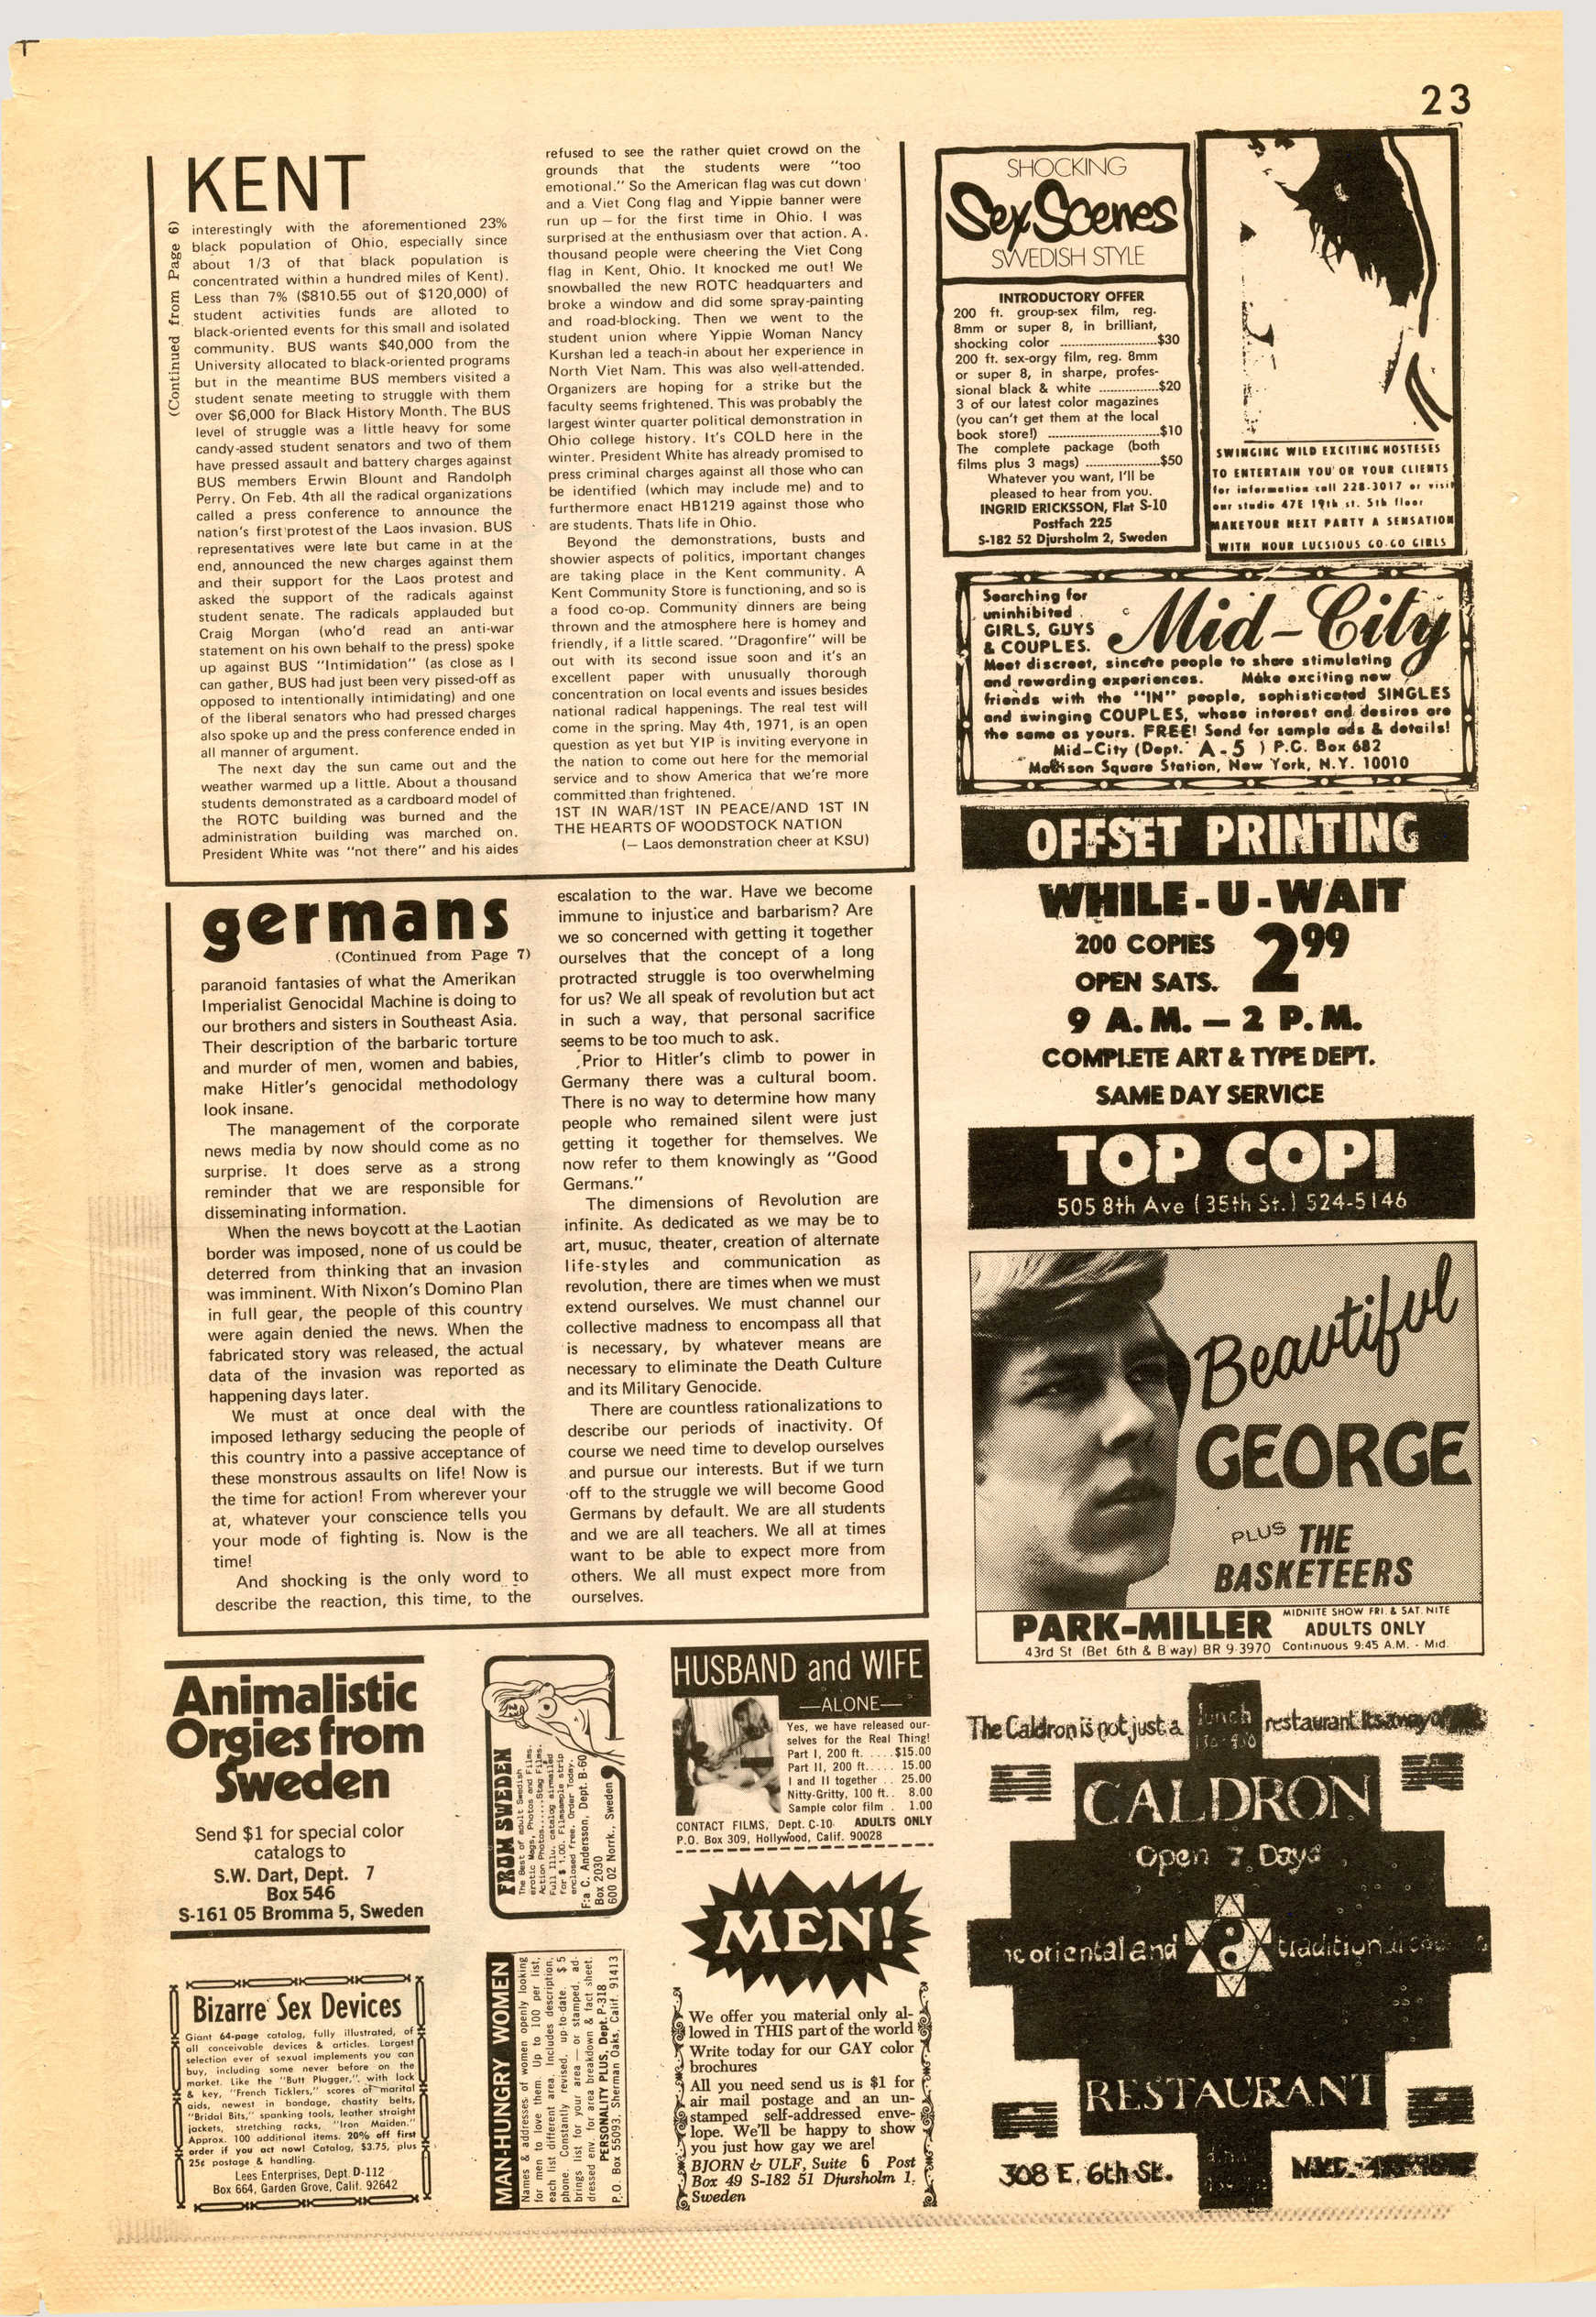 23
KENT
(Continued from Page 6)
interestingly with the aforementioned 23%
black population of Ohio, especially since
about 1/3 of that black population is
concentrated within a hundred miles of Kent).
Less than 7% ($810.55 out of $120,000) of
student activities funds are alloted to
black-oriented events for this small and isolated
community. BUS wants $40,000 from the
University allocated to black-oriented programs
but in the meantime BUS members visited a
student senate meeting to struggle with them
over $6,000 for Black History Month. The BUS
level of struggle was a little heavy for some
candy-assed student senators and two of them
have pressed assault and battery charges against
BUS members Erwin Blount and Randolph
Perry. On Feb. 4th all the radical organizations
called a press conference to announce the
nation's first protest of the Laos invasion. BUS
representatives were late but came in at the
end, announced the new charges against them
and their support for the Laos protest and
asked the support of the radicals against
student senate. The radicals applauded but
Craig Morgan (who'd read an anti-war
statement on his own behalf to the press) spoke
up against BUS "Intimidation" (as close as I
can gather, BUS had just been very pissed-off as
opposed to intentionally intimidating) and one
of the liberal senators who had pressed charges
also spoke up and the press conference ended in
all manner of argument.
The next day the sun came out and the
weather warmed up a little. About a thousand
students demonstrated as a cardboard model of
the ROTC building was burned and the
administration building was marched on.
President White was "not there" and his aides
refused to see the rather quiet crowd on the
grounds that the students were "too
emotional." So the American flag was cut down
and a Viet Cong flag and Yippie banner were
run up — for the first time in Ohio. I was
surprised at the enthusiasm over that action. A
thousand people were cheering the Viet Cong
flag in Kent, Ohio. It knocked me out! We
snowballed the new ROTC headquarters and
broke a window and did some spray-painting
and road-blocking. Then we went to the
student union where Yippie Woman Nancy
Kurshan led a teach-in about her experience in
North Viet Nam. This was also well-attended.
Organizers are hoping for a strike but the
faculty seems frightened. This was probably the
largest winter quarter political demonstration in
Ohio college history. It's COLD here in the
winter. President White has already promised to
press criminal charges against all those who can
be identified (which may include me) and to
furthermore enact HB1219 against those who
are students. Thats life in Ohio.
Beyond the demonstrations, busts and
showier aspects of politics, important changes
are taking place in the Kent community. A
Kent Community Store is functioning, and so is
a food co-op. Community dinners are being
thrown and the atmosphere here is homey and
friendly, if a little scared. "Dragonfire" will be
out with its second issue soon and it's an
excellent paper with unusually thorough
concentration on local events and issues besides
national radical happenings. The real test will
come in the spring. May 4th, 1971, is an open
question as yet but YIP is inviting everyone in
the nation to come out here for the memorial
service and to show America that we're more
committed than frightened.
1ST IN WAR/1ST IN PEACE/AND 1ST IN
THE HEARTS OF WOODSTOCK NATION
(— Laos demonstration cheer at KSU)
germans
(Continued from Page 7)
paranoid fantasies of what the Amerikan
Imperialist Genocidal Machine is doing to
our brothers and sisters in Southeast Asia.
Their description of the barbaric torture
and murder of men, women and babies,
make Hitler's genocidal methodology
look insane.
The management of the corporate
news media by now should come as no
surprise. It does serve as a strong
reminder that we are responsible for
disseminating information.
When the news boycott at the Laotian
border was imposed, none of us could be
deterred from thinking that an invasion
was imminent. With Nixon's Domino Plan
in full gear, the people of this country
were again denied the news. When the
fabricated story was released, the actual
data of the invasion was reported as
happening days later.
We must at once deal with the
imposed lethargy seducing the people of
this country into a passive acceptance of
these monstrous assaults on life! Now is
the time for action! From wherever your
at, whatever your conscience tells you
your mode of fighting is. Now is the
time!
And shocking is the only word to
describe the reaction, this time, to the
escalation to the war. Have we become
immune to injustice and barbarism? Are
we so concerned with getting it together
ourselves that the concept of a long
protracted struggle is too overwhelming
for us? We all speak of revolution but act
in such a way, that personal sacrifice
seems to be too much to ask.
Prior to Hitler's climb to power in
Germany there was a cultural boom.
There is no way to determine how many
people who remained silent were just
getting it together for themselves. We
now refer to them knowingly as "Good
Germans."
The dimensions of Revolution are
infinite. As dedicated as we may be to
art, musuc, theater, creation of alternate
life-styles and communication as
revolution, there are times when we must
extend ourselves. We must channel our
collective madness to encompass all that
is necessary, by whatever means are
necessary to eliminate the Death Culture
and its Military Genocide.
There are countless rationalizations to
describe our periods of inactivity. Of
course we need time to develop ourselves
and pursue our interests. But if we turn
off to the struggle we will become Good
Germans by default. We are all students
and we are all teachers. We all at times
want to be able to expect more from
others. We all must expect more from
ourselves.
SHOCKING
Sex Scenes
SWEDISH STYLE
INTRODUCTORY OFFER
200 ft. group-sex film, reg.
8mm or super 8, in brilliant,
shocking color ........................$30
200 ft. sex-orgy film, reg. 8mm
or super 8, in sharpe, profes-
sional black & white ...............$20
3 of our latest color magazines
(you can't get them at the local
book store!) ............................$10
The complete package (both
films plus 3 mags) ...................$50
Whatever you want, I'll be
pleased to hear from you.
INGRID ERICKSSON, Flat S-10
Postfach 225
S-182 52 Djursholm 2, Sweden
SWINGING WILD EXCITING HOSTESES
TO ENTERTAIN YOU OR YOUR CLIENTS
for information call 228-3017 or visit
our studio 47E 19th st. 5th floor
MAKEYOUR NEXT PARTY A SENSATION
WITH HOUR LUCSIOUS GO-GO GIRLS
Mid-City
Searching for
uninhibited
GIRLS, GUYS
& COUPLES.
Meet discreet, sincere people to share stimulating
and rewarding experiences. Make exciting new
friends with the "IN" people, sophisticated SINGLES
and swinging COUPLES, whose interest and desires are
the same as yours. FREE! Send for sample ads & details!
Mid-City (Dept. A-5 ) P.O. Box 682
Madison Square Station, New York, N.Y. 10010
OFFSET PRINTING
WHILE-U-WAIT
200 COPIES 2.99
OPEN SATS.
9 A.M. — 2 P.M.
COMPLETE ART & TYPE DEPT.
SAME DAY SERVICE
TOP COPI
505 8th Ave (35th St.) 524-5146
Beautiful
GEORGE
PLUS THE
BASKETEERS
PARK-MILLER
43rd St (Bet 6th & B'way) BR 9-3970
MIDNITE SHOW FRI. & SAT. NITE
ADULTS ONLY
Continuous 9:45 A.M. - Mid.
Animalistic
Orgies from
Sweden
Send $1 for special color
catalogs to
S.W. Dart, Dept. 7
Box 546
S-161 05 Bromma 5, Sweden
FROM SWEDEN
The Best of adult Swedish
erotic Mags, Photos and Films.
Action Photos......Stag Films.
Full illu. catalog airmailed
for $ 1.00. Filmsample strip
enclosed free. Order Today.
F:a C. Andersson, Dept. B-60
Box 2030
600 02 Norrk., Sweden
HUSBAND and WIFE
—ALONE—
Yes, we have released our-
selves for the Real Thing!
Part I, 200 ft. .....$15.00
Part II, 200 ft..... 15.00
I and II together .. 25.00
Nitty-Gritty, 100 ft.. 8.00
Sample color film . 1.00
CONTACT FILMS, Dept. C-10 ADULTS ONLY
P.O. Box 309, Hollywood, Calif. 90028
Bizarre Sex Devices
Giant 64-page catalog, fully illustrated, of
all conceivable devices & articles. Largest
selection ever of sexual implements you can
buy, including some never before on the
market. Like the "Butt Plugger,", with lock
& key, "French Ticklers," scores of marital
aids, newest in bondage, chastity belts,
"Bridal Bits," spanking tools, leather straight
jackets, stretching racks, "Iron Maiden."
Approx. 100 additional items. 20% off first
order if you act now! Catalog, $3.75, plus
25¢ postage & handling.
Lees Enterprises, Dept. D-112
Box 664, Garden Grove, Calif. 92642
MAN-HUNGRY WOMEN
Names & addresses of women openly looking
for men to love them. Up to 100 per list,
each list different area. Includes description,
phone. Constantly revised, up-to-date. $ 5
brings list for your area — or stamped, ad-
dressed env. for area breakdown & fact sheet.
PERSONALITY PLUS, Dept. P-318
P.O. Box 55093, Sherman Oaks, Calif. 91413
MEN!
We offer you material only al-
lowed in THIS part of the world
Write today for our GAY color
brochures
All you need send us is $1 for
air mail postage and an un-
stamped self-addressed enve-
lope. We'll be happy to show
you just how gay we are!
BJORN & ULF, Suite 6 Post
Box 49 S-182 51 Djursholm 1,
Sweden
The Caldron is not just a lunch restaurant
CALDRON
Open 7 Days
oriental and
RESTAURANT
308 E. 6th St.